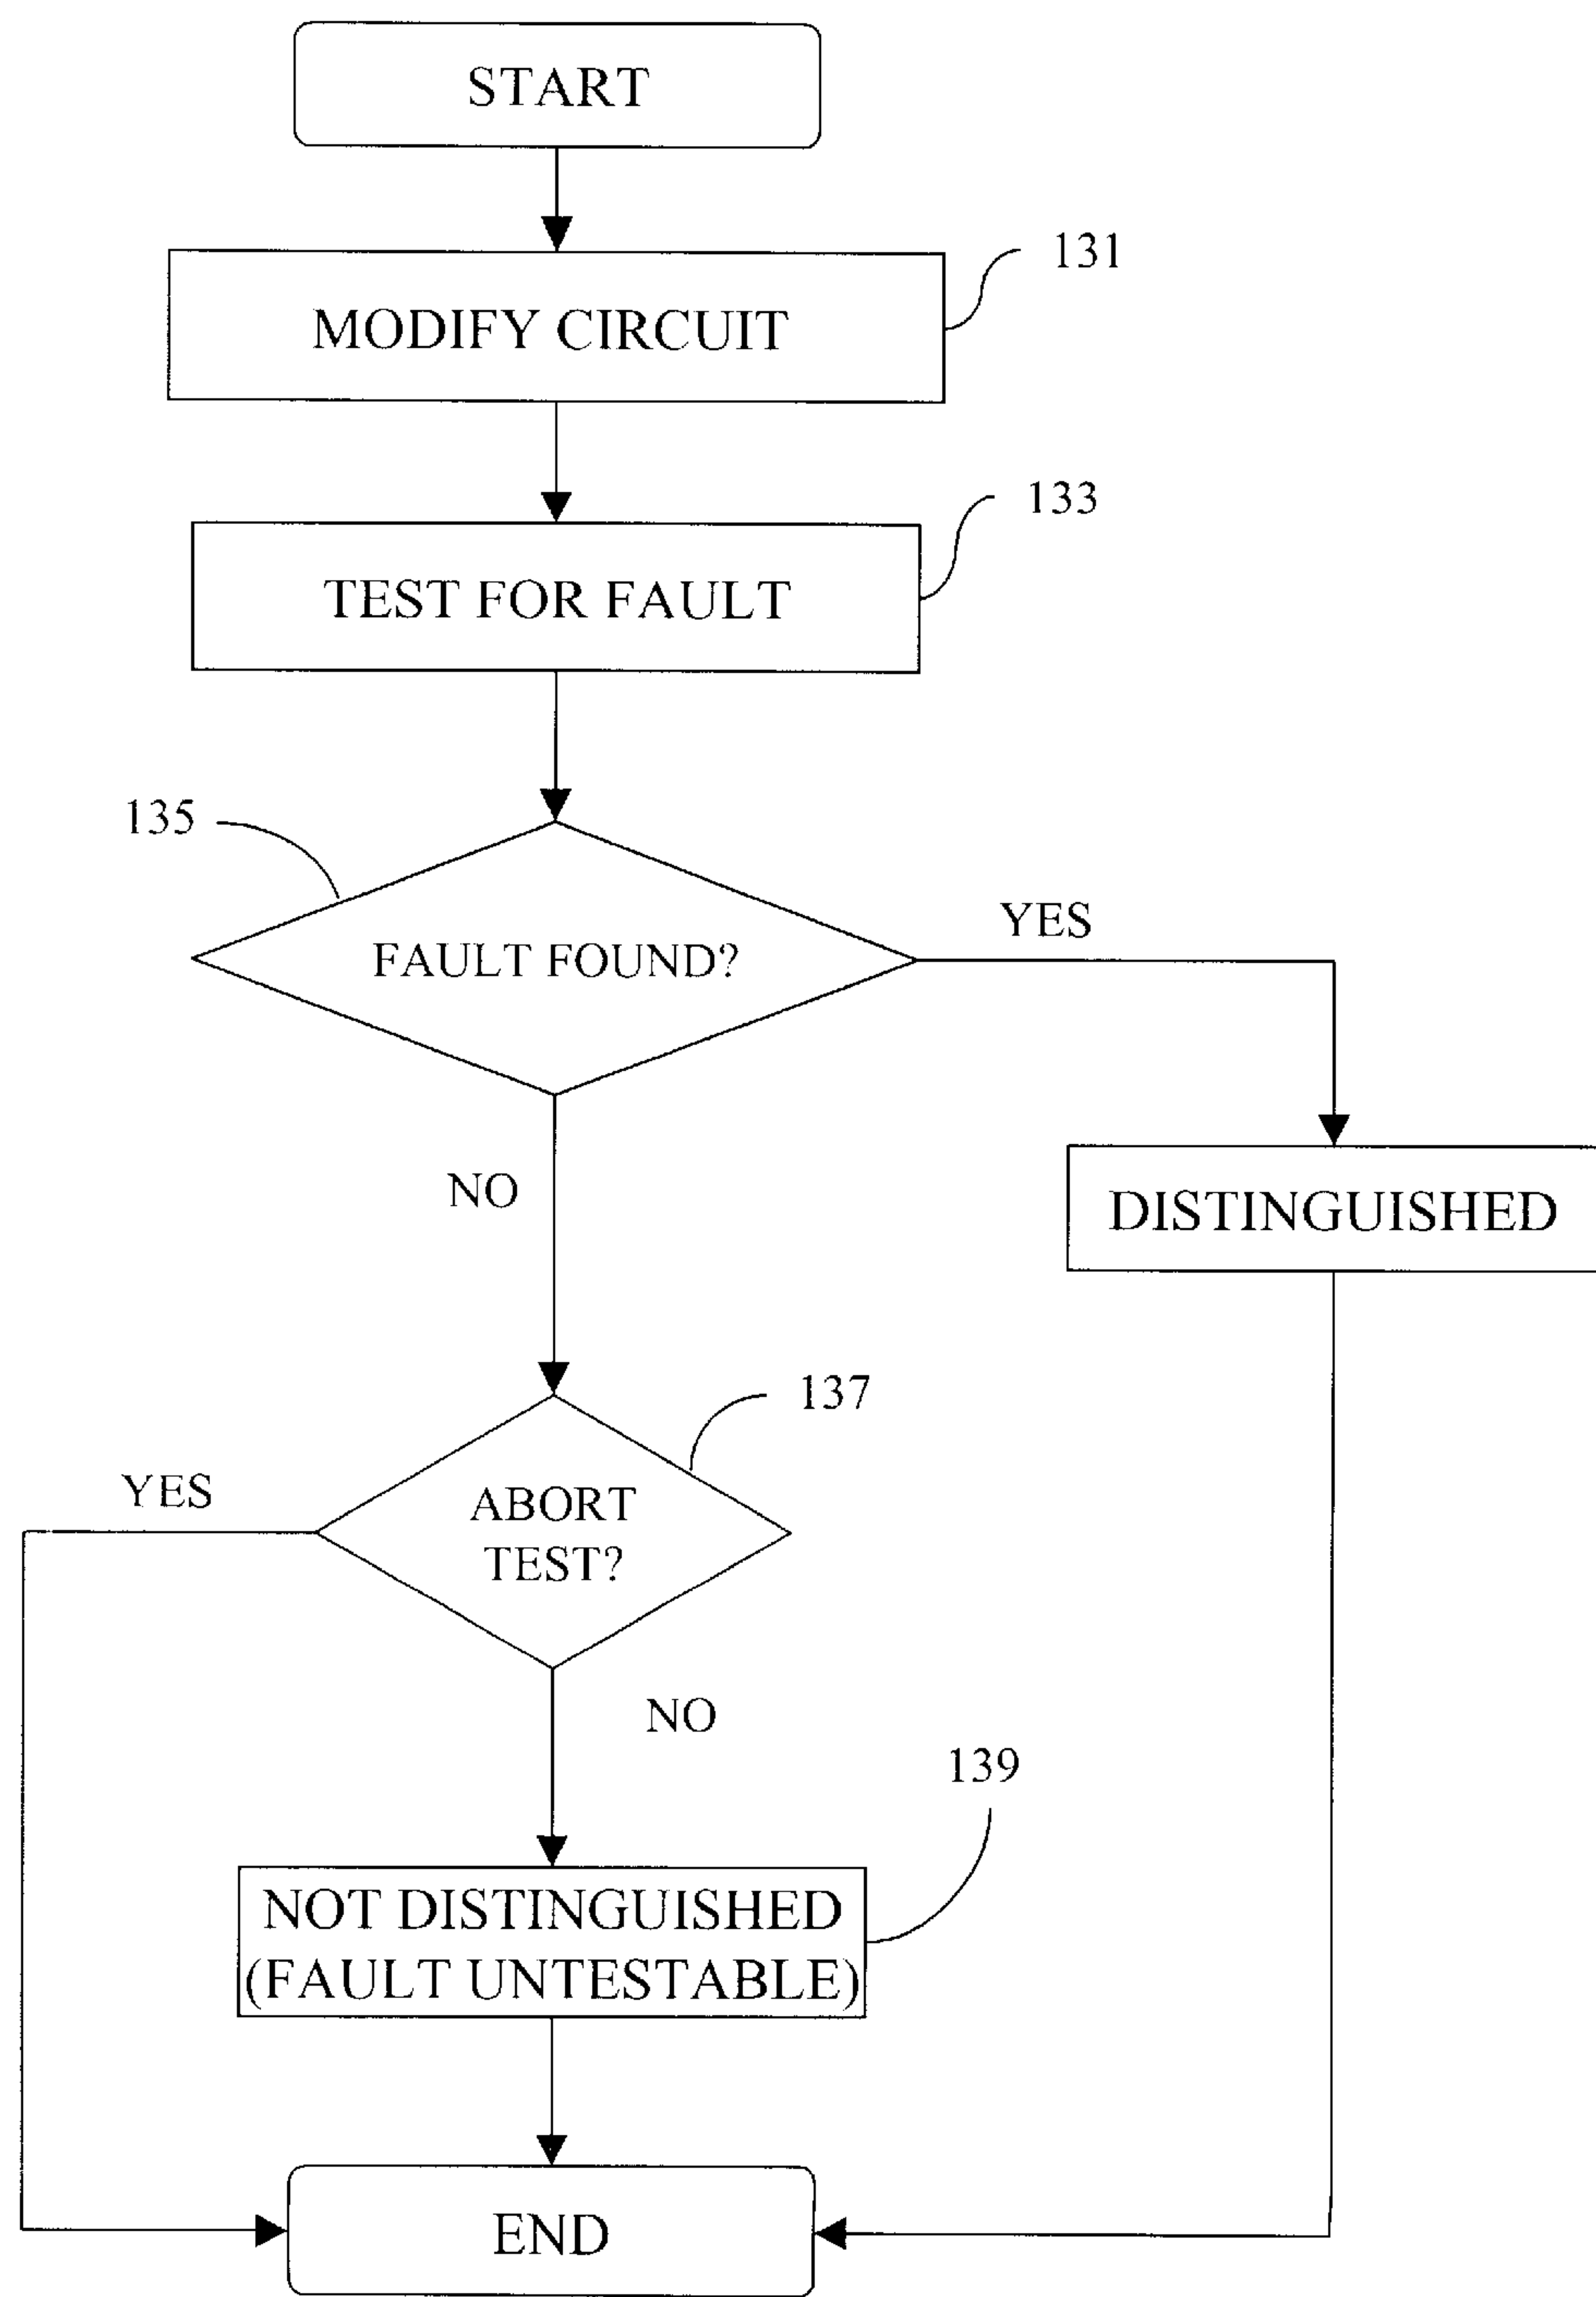 START
131
MODIFY CIRCUIT
133
TEST FOR FAULT
135
YES
FAULT FOUND?
NO
DISTINGUISHED
137
YES
ABORT
TEST?
NO
139
NOT DISTINGUISHED
(FAULT UNTESTABLE)
END